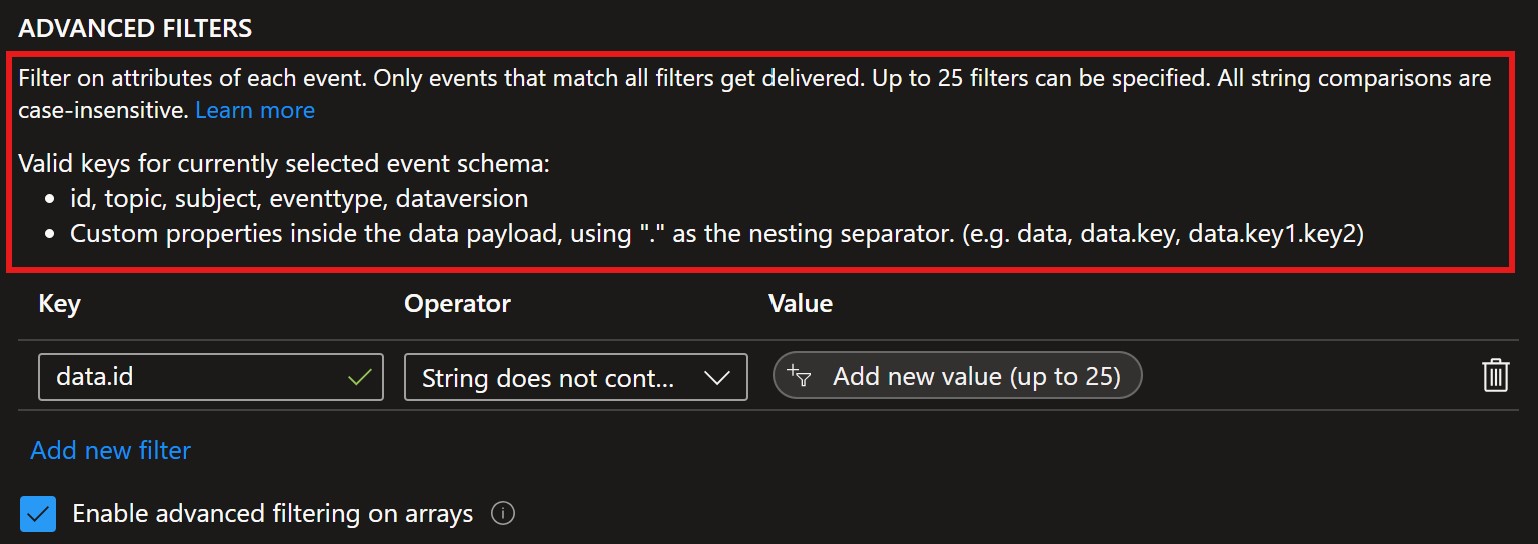 ADVANCED FILTERS
Filter on attributes of each event. Only events that match all filters get delivered. Up to 25 filters can be specified. All string comparisons are
case-insensitive. Learn more
Valid keys for currently selected event schema:
• id, topic, subject, eventtype, dataversion
• Custom properties inside the data payload, using "." as the nesting separator. (e.g. data, data.key, data.key1.key2)
Key Operator Value
data.id String does not cont... Add new value (up to 25)
Add new filter
Enable advanced filtering on arrays